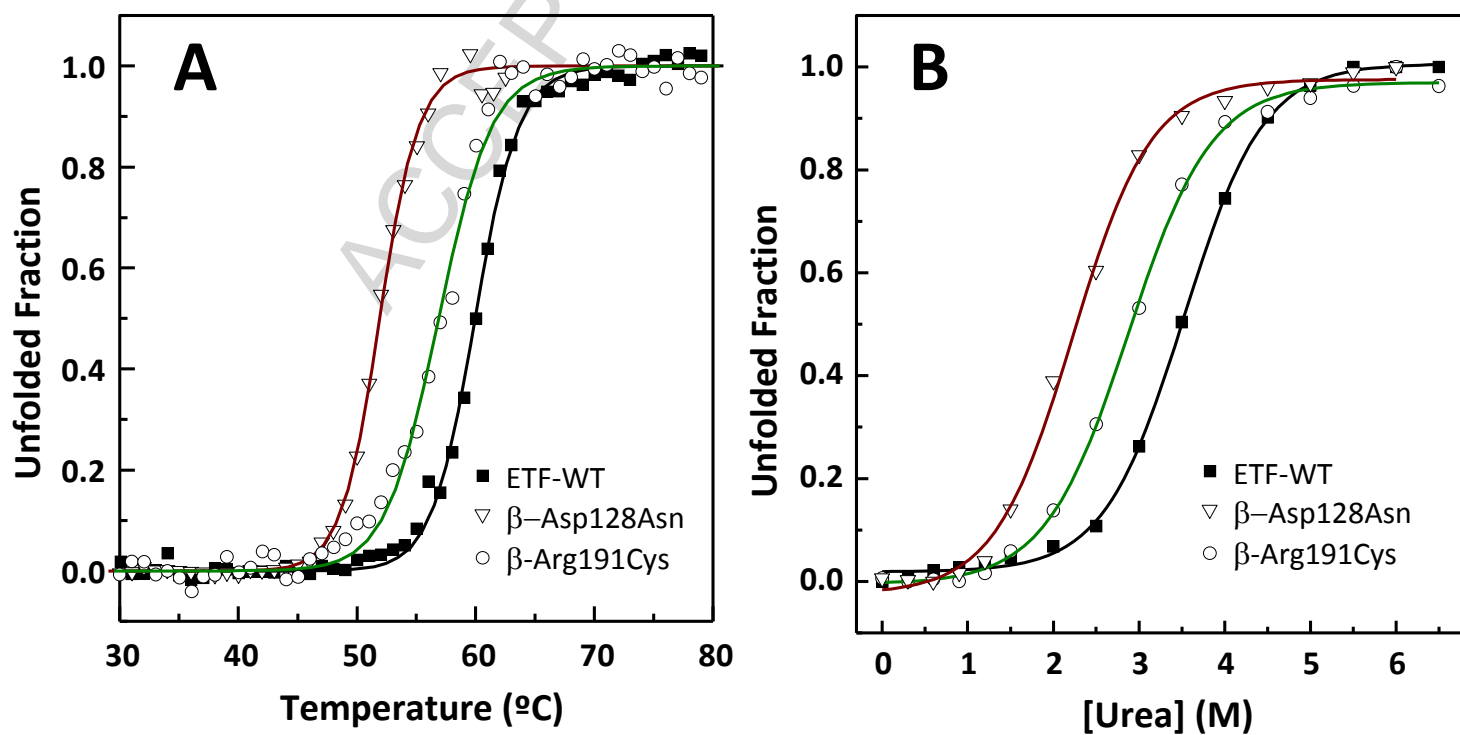 A
ACCEP
Unfolded Fraction
1.0
0.8
0.6
0.4
0.2
0.0
ETF-WT
β–Asp128Asn
β-Arg191Cys
30 40 50 60 70 80
Temperature (ºC)
B
Unfolded Fraction
1.0
0.8
0.6
0.4
0.2
0.0
ETF-WT
β–Asp128Asn
β-Arg191Cys
0 1 2 3 4 5 6
[Urea] (M)